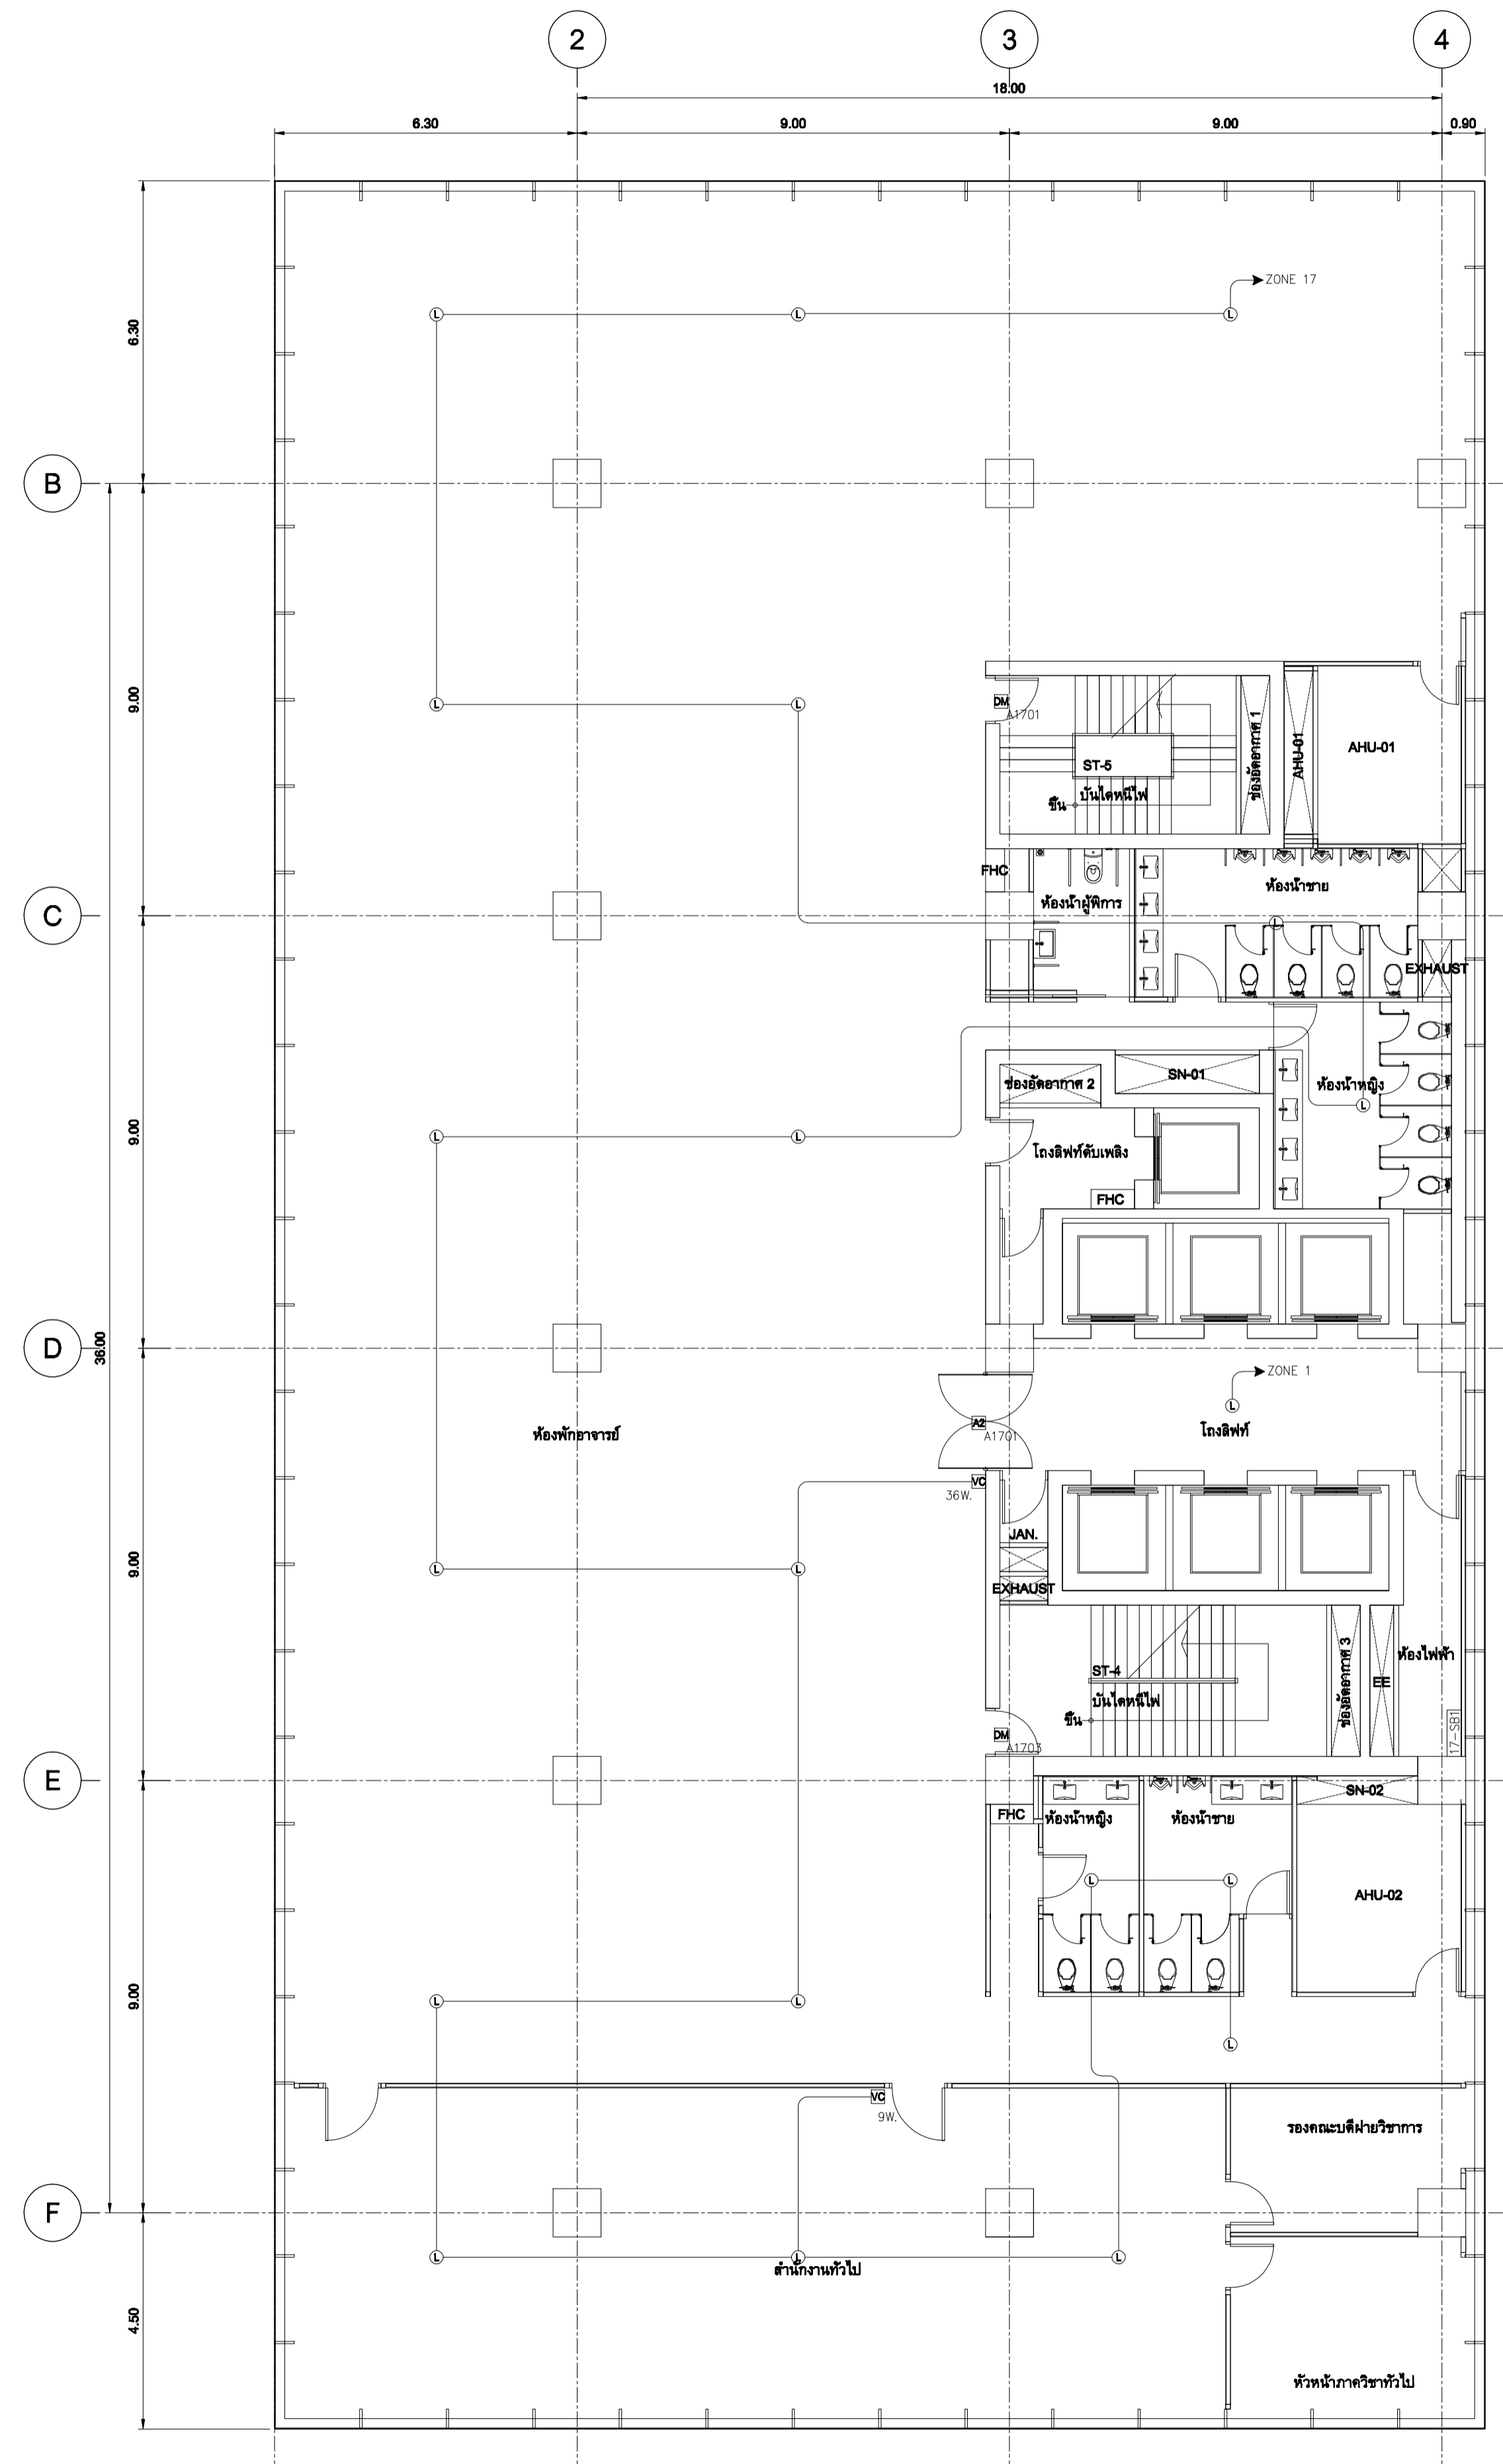 2
3
4
18.00
6.30
9.00
9.00
0.90
ZONE 17
L
L
L
6.30
B
9.00
L
L
DM
A1701
ST-5
บันไดหนีไฟ
ขึ้น
ช่องอัดอากาศ 1
AHU-01
AHU-01
FHC
ห้องน้ำผู้พิการ
ห้องน้ำชาย
C
L
EXHAUST
ช่องอัดอากาศ 2
SN-01
ห้องน้ำหญิง
L
9.00
L
L
โถงลิฟท์ดับเพลิง
FHC
D
36.00
ZONE 1
L
โถงลิฟท์
ห้องพักอาจารย์
A2
A1701
VC
36W.
JAN.
9.00
L
L
EXHAUST
ST-4
บันไดหนีไฟ
ขึ้น
ช่องอัดอากาศ 3
EE
ห้องไฟฟ้า
17-SB1
DM
A1703
E
SN-02
FHC
ห้องน้ำหญิง
ห้องน้ำชาย
L
L
AHU-02
9.00
L
L
L
VC
9W.
รองคณะบดีฝ่ายวิชาการ
F
L
L
L
สำนักงานทั่วไป
4.50
หัวหน้าภาควิชาทั่วไป